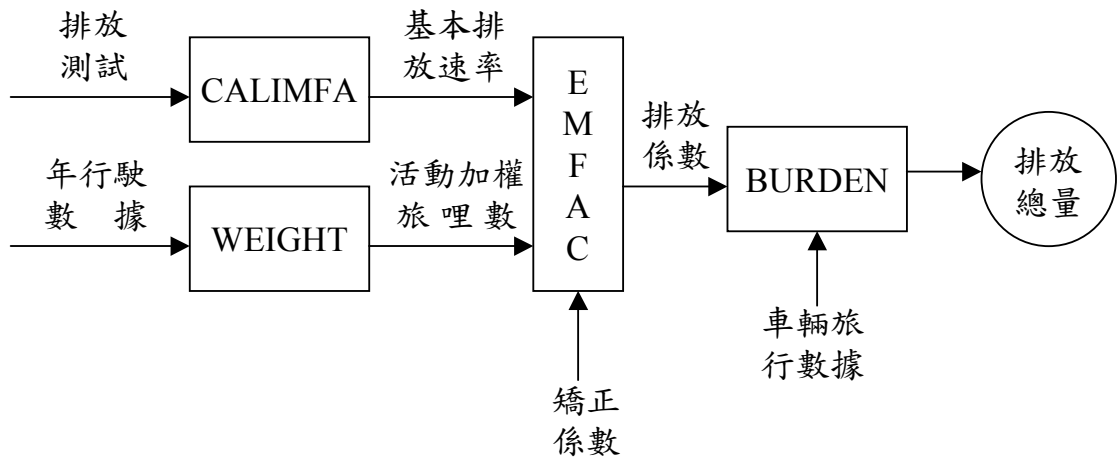 排放
測試
CALIMFA
基本排
放速率
年行駛
數 據
WEIGHT
活動加權
旅哩數
E
M
F
A
C
矯正
係數
排放
係數
BURDEN
車輛旅
行數據
排放
總量